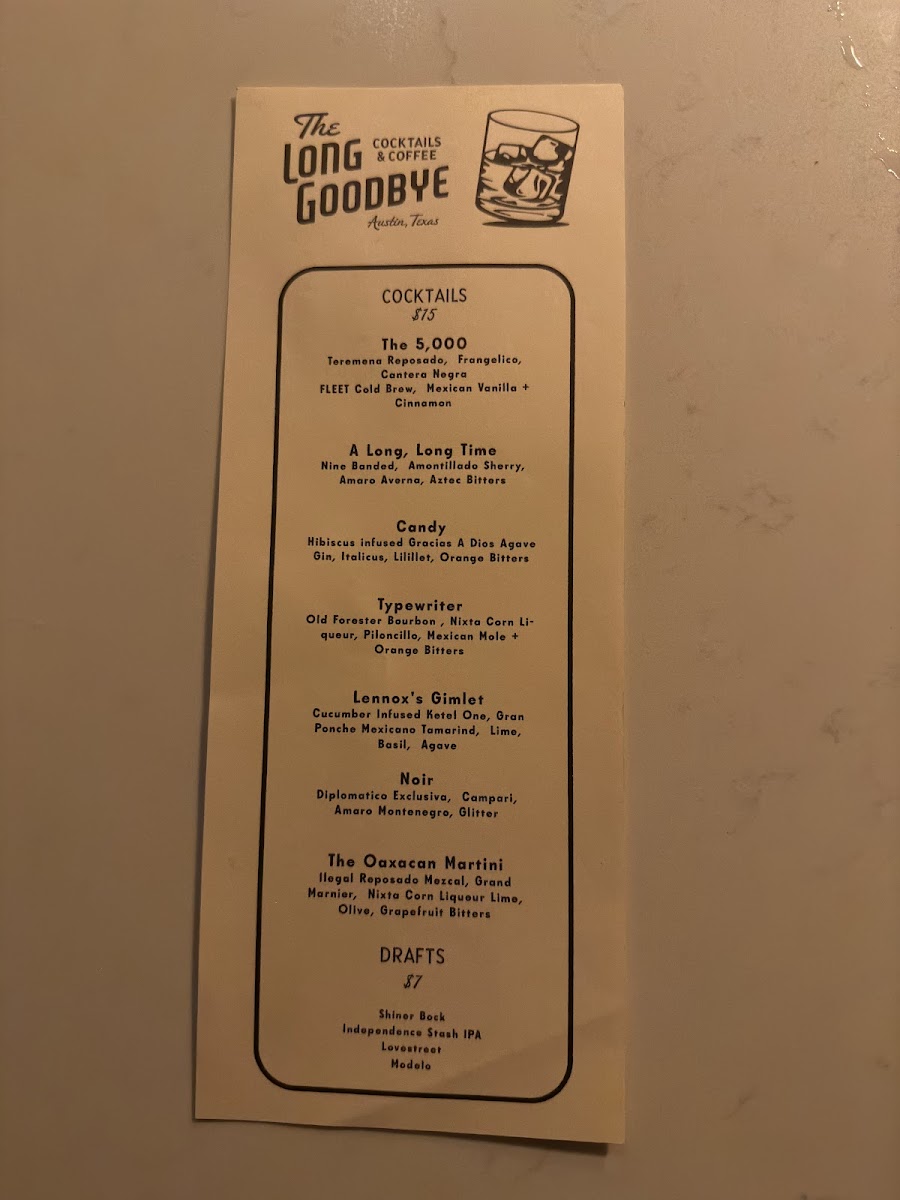 The
LONG
GOODBYE
COCKTAILS
& COFFEE
Austin, Texas
COCKTAILS
$15
The 5,000
Teremena Reposado, Frangelico,
Cantera Negra
FLEET Cold Brew, Mexican Vanilla +
Cinnamon
A Long, Long Time
Nine Banded, Amontillado Sherry,
Amaro Averna, Aztec Bitters
Candy
Hibiscus infused Gracias A Dios Agave
Gin, Italicus, Lilillet, Orange Bitters
Typewriter
Old Forester Bourbon , Nixta Corn Li-
queur, Piloncillo, Mexican Mole +
Orange Bitters
Lennox's Gimlet
Cucumber Infused Ketel One, Gran
Ponche Mexicano Tamarind, Lime,
Basil, Agave
Noir
Diplomatico Exclusiva, Campari,
Amaro Montenegro, Glitter
The Oaxacan Martini
Ilegal Reposado Mezcal, Grand
Marnier, Nixta Corn Liqueur Lime,
Olive, Grapefruit Bitters
DRAFTS
$7
Shiner Bock
Independence Stash IPA
Lovestreet
Modelo